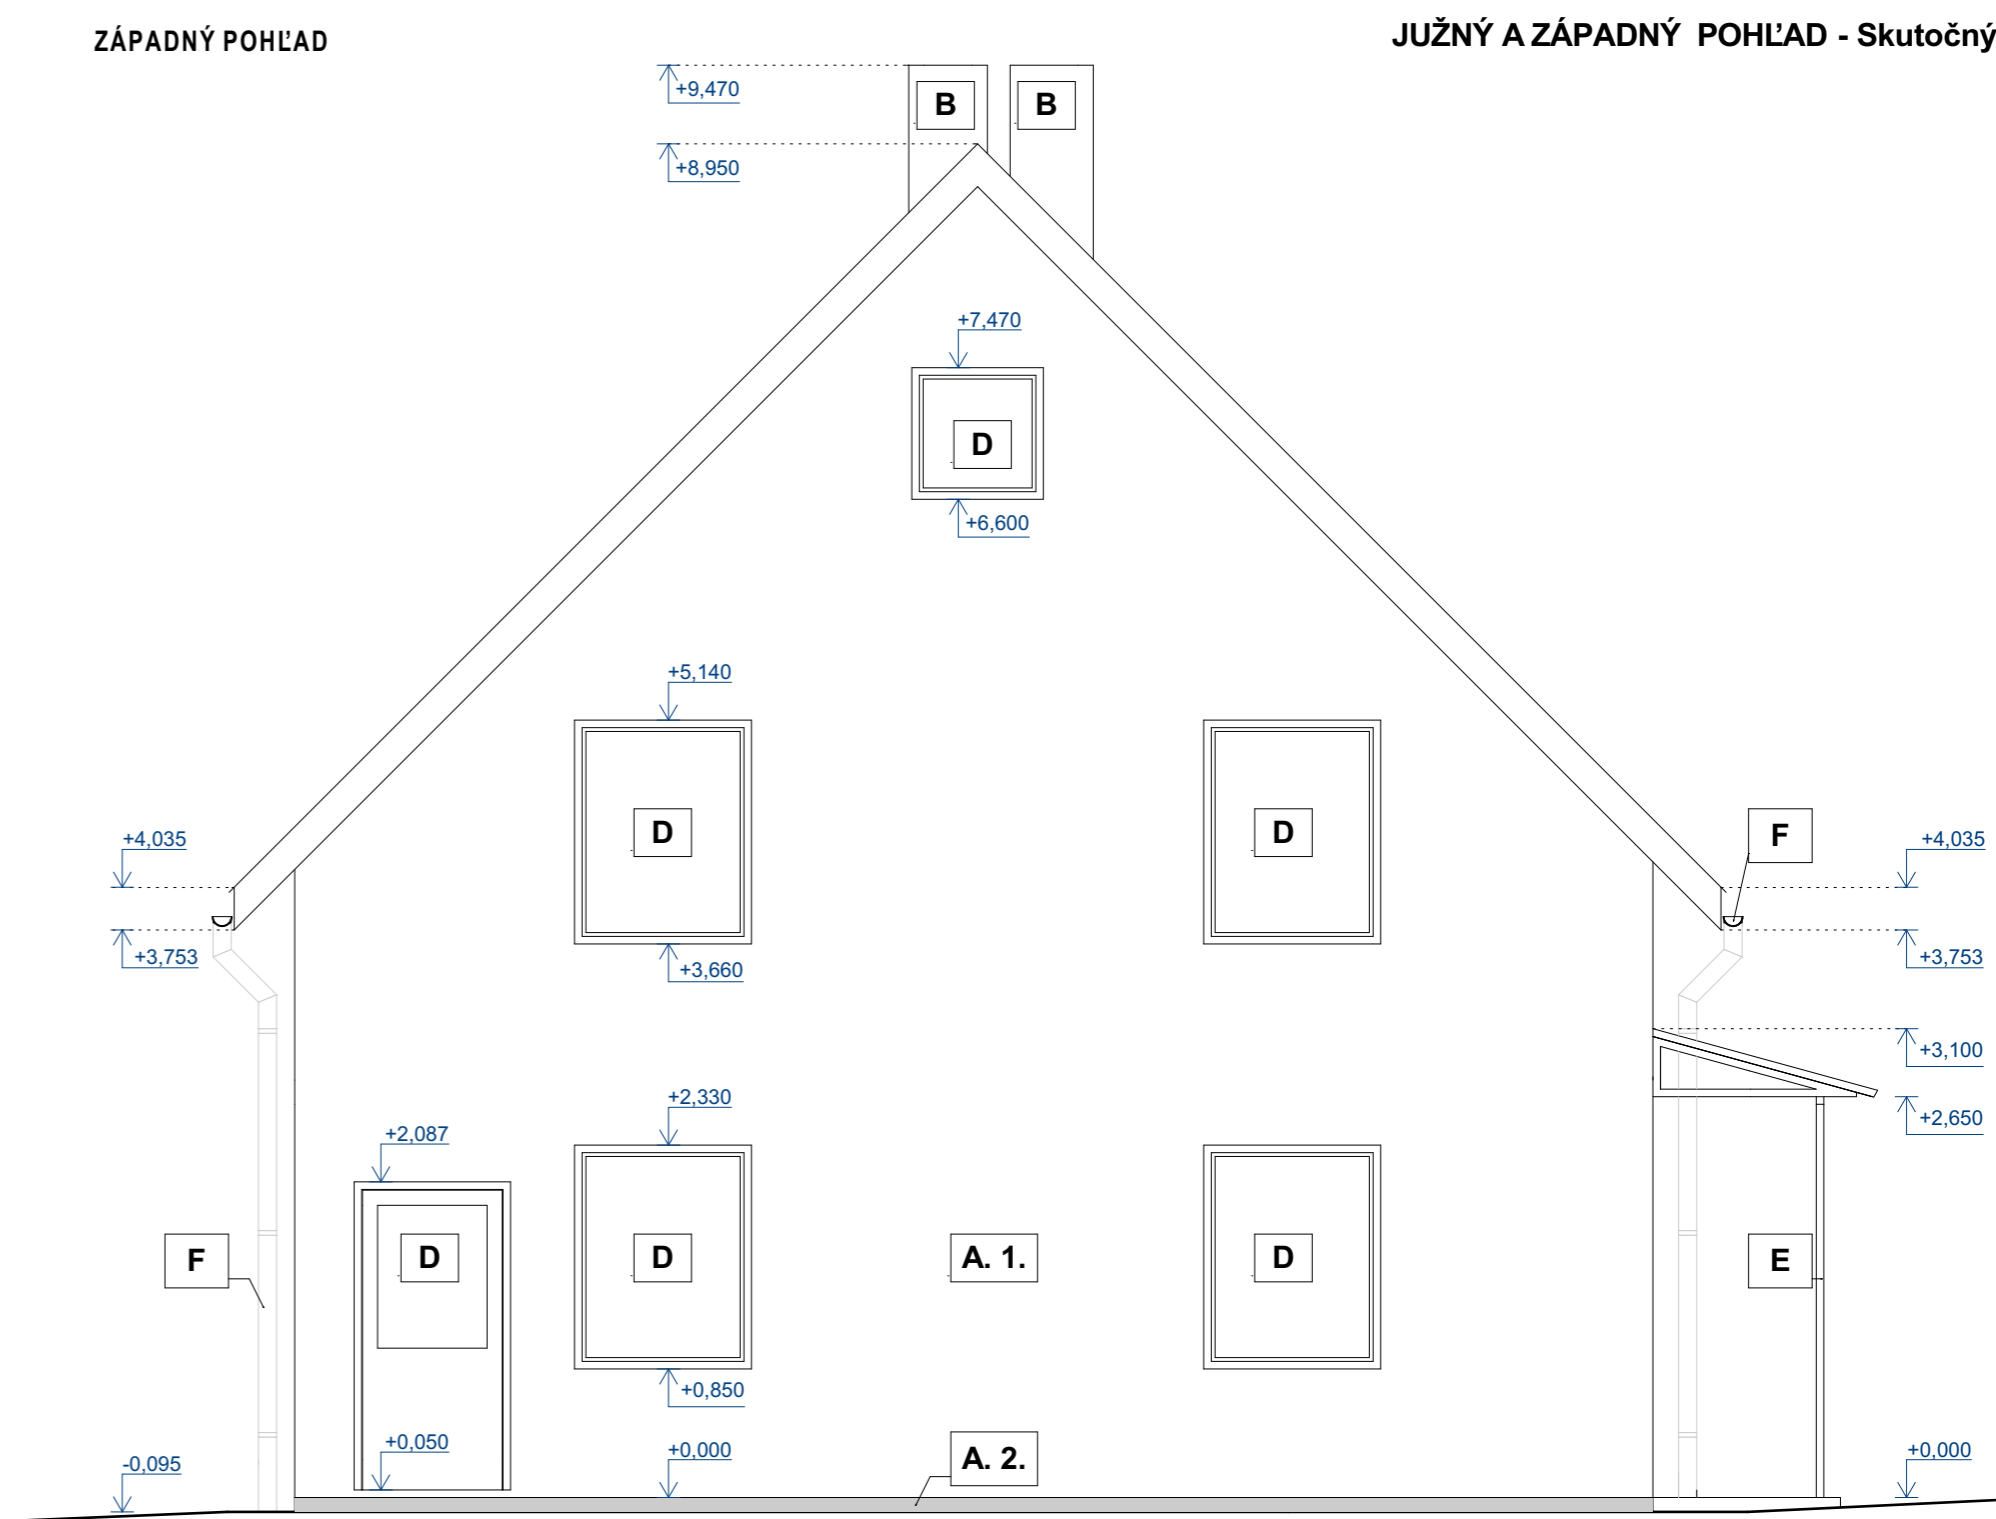 ZÁPADNÝ POHĽAD
JUŽNÝ A ZÁPADNÝ POHĽAD - Skutočný
+9,470
B
B
+8,950
+7,470
D
+6,600
+5,140
D
D
+4,035
F
+4,035
+3,753
+3,660
+3,753
+3,100
+2,330
+2,650
+2,087
F
D
D
A. 1.
D
E
+0,850
+0,050
+0,000
A. 2.
+0,000
-0,095